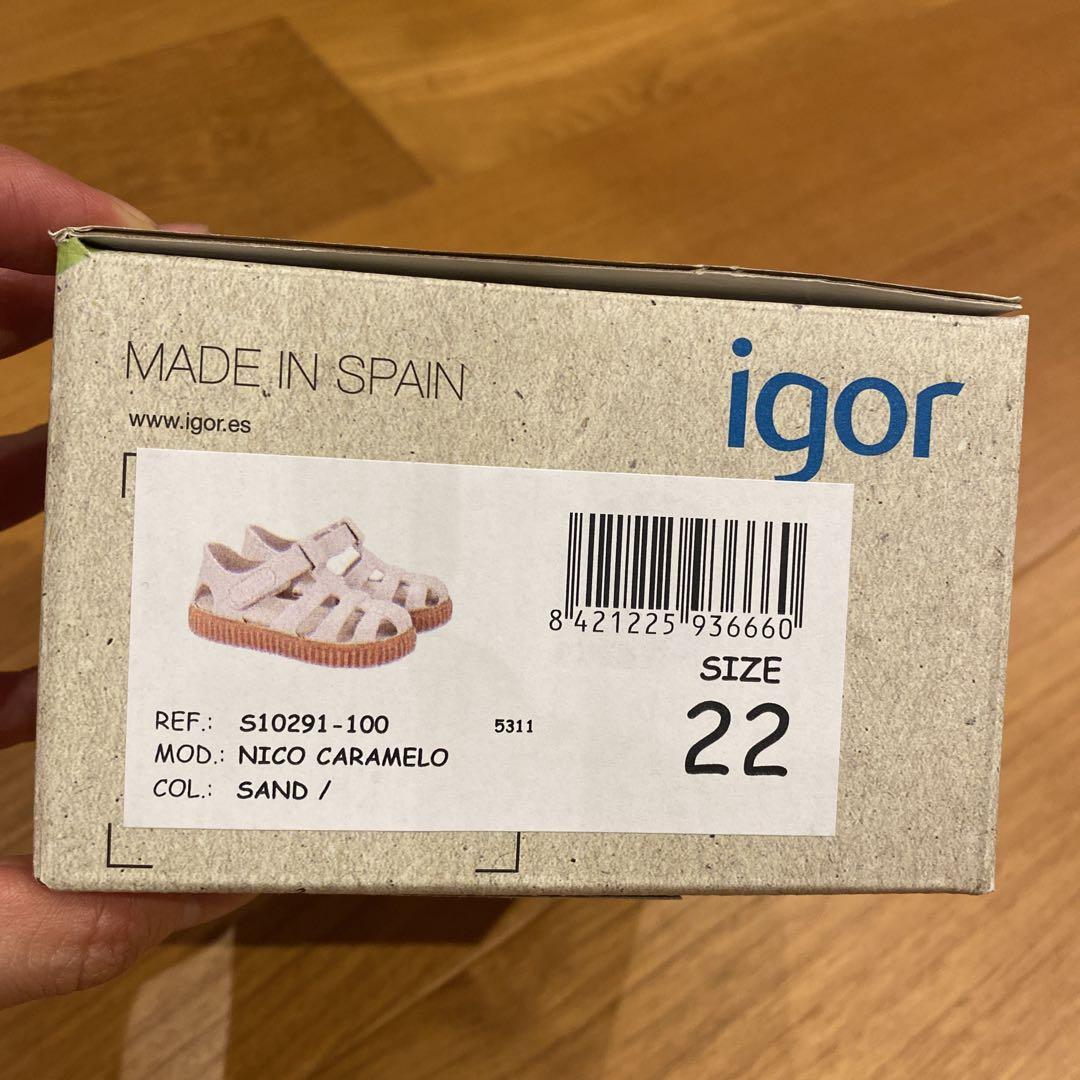 MADE IN SPAIN
www.igor.es
igor
8 421225 936660
SIZE
22
REF.: S10291-100 5311
MOD.: NICO CARAMELO
COL.: SAND /